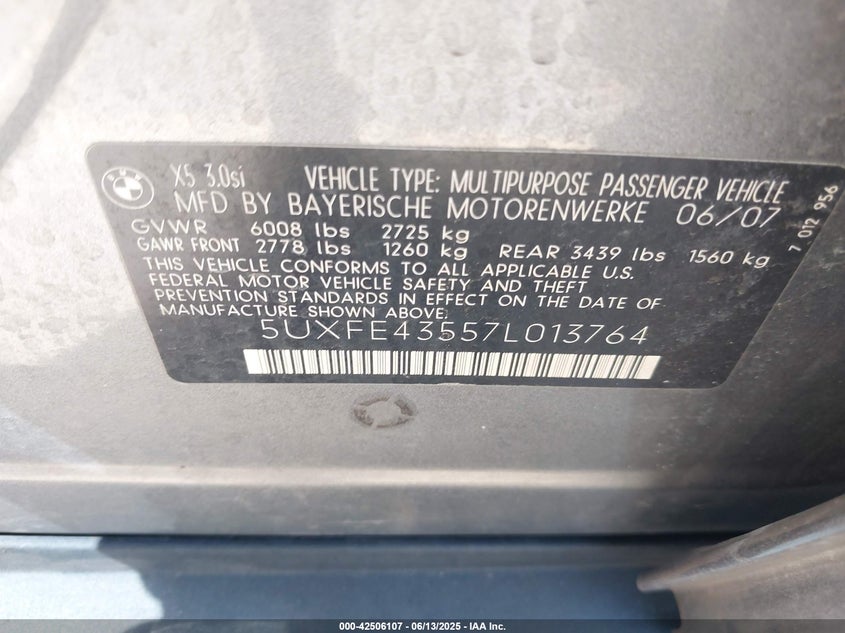 X5 3.0si VEHICLE TYPE: MULTIPURPOSE PASSENGER VEHICLE
MFD BY BAYERISCHE MOTORENWERKE 06/07
GVWR 6008 lbs 2725 kg
GAWR FRONT 2778 lbs 1260 kg REAR 3439 lbs 1560 kg
THIS VEHICLE CONFORMS TO ALL APPLICABLE U.S.
FEDERAL MOTOR VEHICLE SAFETY AND THEFT
PREVENTION STANDARDS IN EFFECT ON THE DATE OF
MANUFACTURE SHOWN ABOVE.
5UXFE43557L013764
7 012 956
000-42506107 - 06/13/2025 - IAA Inc.